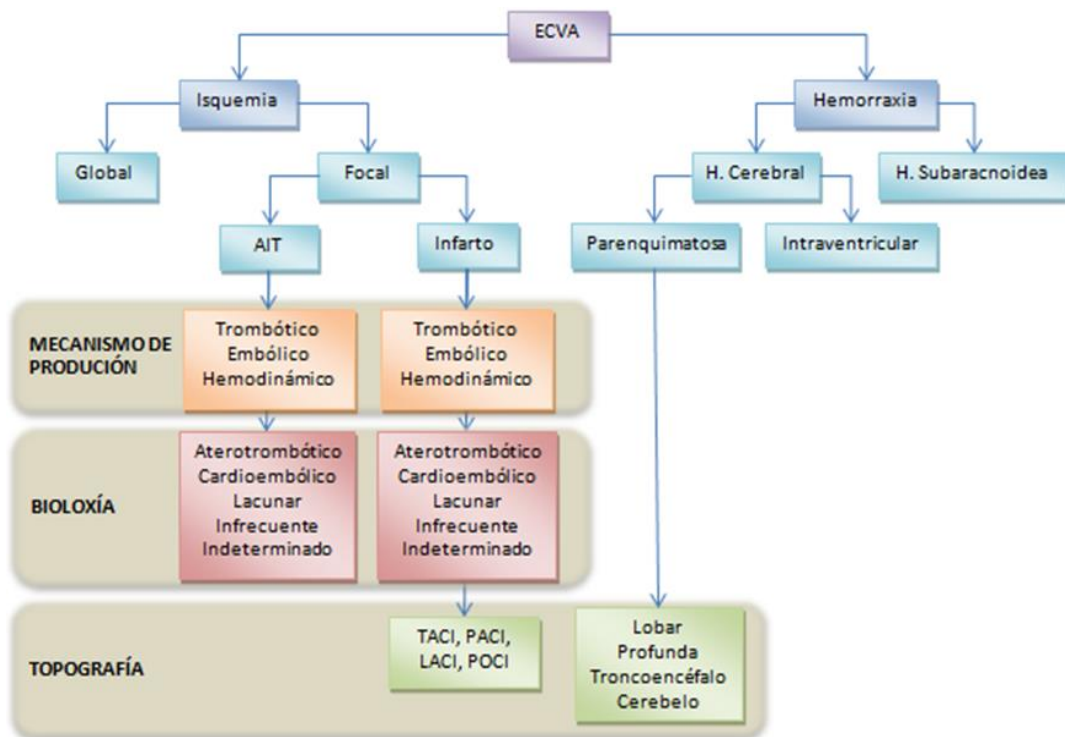 ECVA
Isquemia
Hemorraxia
Global
Focal
H. Cerebral
H. Subaracnoidea
AIT
Infarto
Parenquimatosa
Intraventricular
MECANISMO DE
PRODUCIÓN
Trombótico
Embólico
Hemodinámico
Trombótico
Embólico
Hemodinámico
BIOLOXÍA
Aterotrombótico
Cardioembólico
Lacunar
Infrecuente
Indeterminado
Aterotrombótico
Cardioembólico
Lacunar
Infrecuente
Indeterminado
TOPOGRAFÍA
TACI, PACI,
LACI, POCI
Lobar
Profunda
Troncoencéfalo
Cerebelo